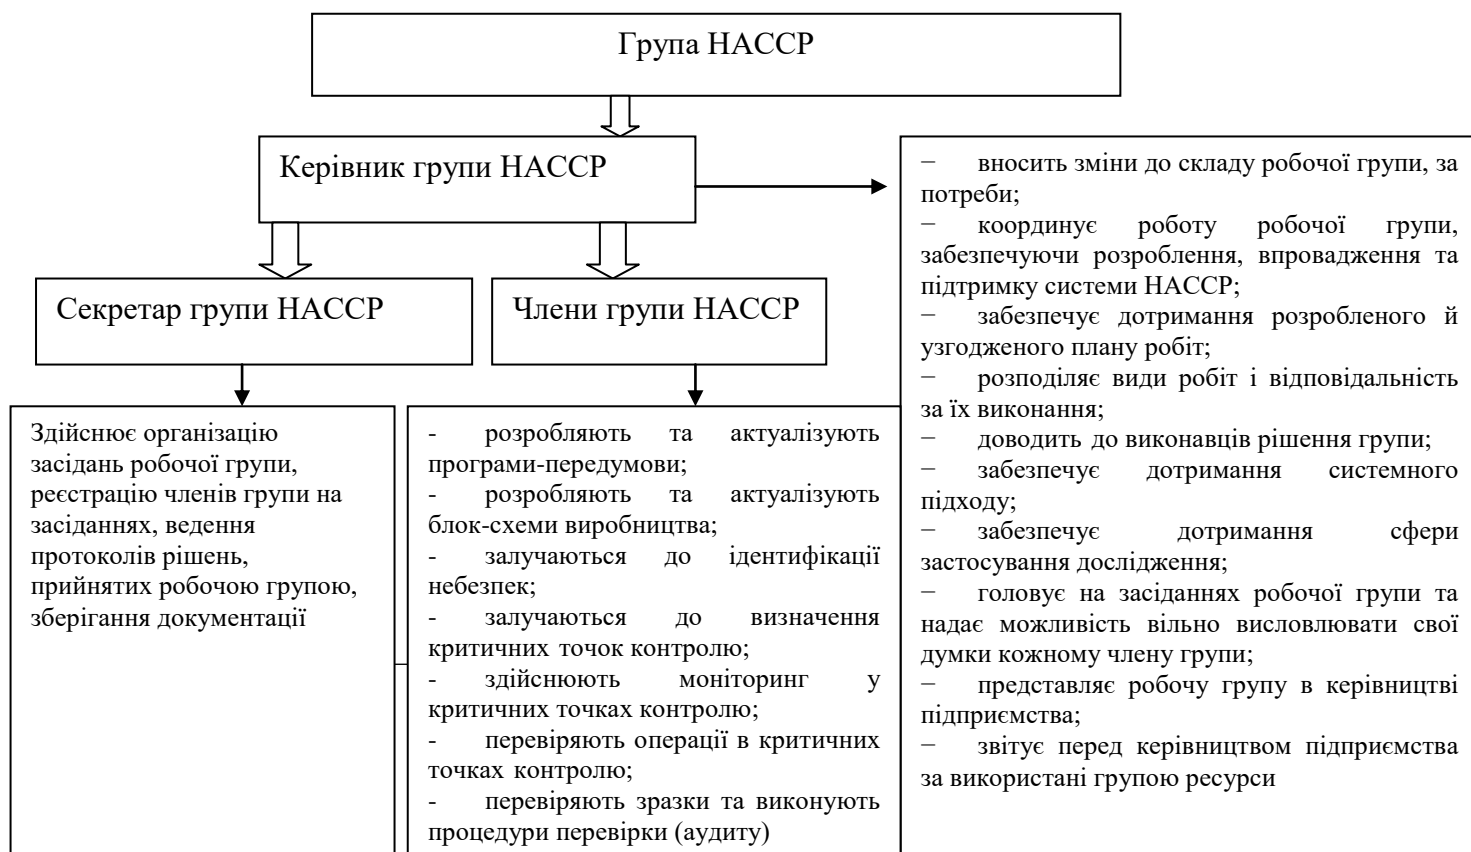 Група НАССР
Керівник групи НАССР
Секретар групи НАССР
Члени групи НАССР
Здійснює організацію
засідань робочої групи,
реєстрацію членів групи на
засіданнях, ведення
протоколів рішень,
прийнятих робочою групою,
зберігання документації
- розробляють та актуалізують
програми-передумови;
- розробляють та актуалізують
блок-схеми виробництва;
- залучаються до ідентифікації
небезпек;
- залучаються до визначення
критичних точок контролю;
- здійснюють моніторинг у
критичних точках контролю;
- перевіряють операції в критичних
точках контролю;
- перевіряють зразки та виконують
процедури перевірки (аудиту)
− вносить зміни до складу робочої групи, за
потреби;
− координує роботу робочої групи,
забезпечуючи розроблення, впровадження та
підтримку системи НАССР;
− забезпечує дотримання розробленого й
узгодженого плану робіт;
− розподіляє види робіт і відповідальність
за їх виконання;
− доводить до виконавців рішення групи;
− забезпечує дотримання системного
підходу;
− забезпечує дотримання сфери
застосування дослідження;
− головує на засіданнях робочої групи та
надає можливість вільно висловлювати свої
думки кожному члену групи;
− представляє робочу групу в керівництві
підприємства;
− звітує перед керівництвом підприємства
за використані групою ресурси